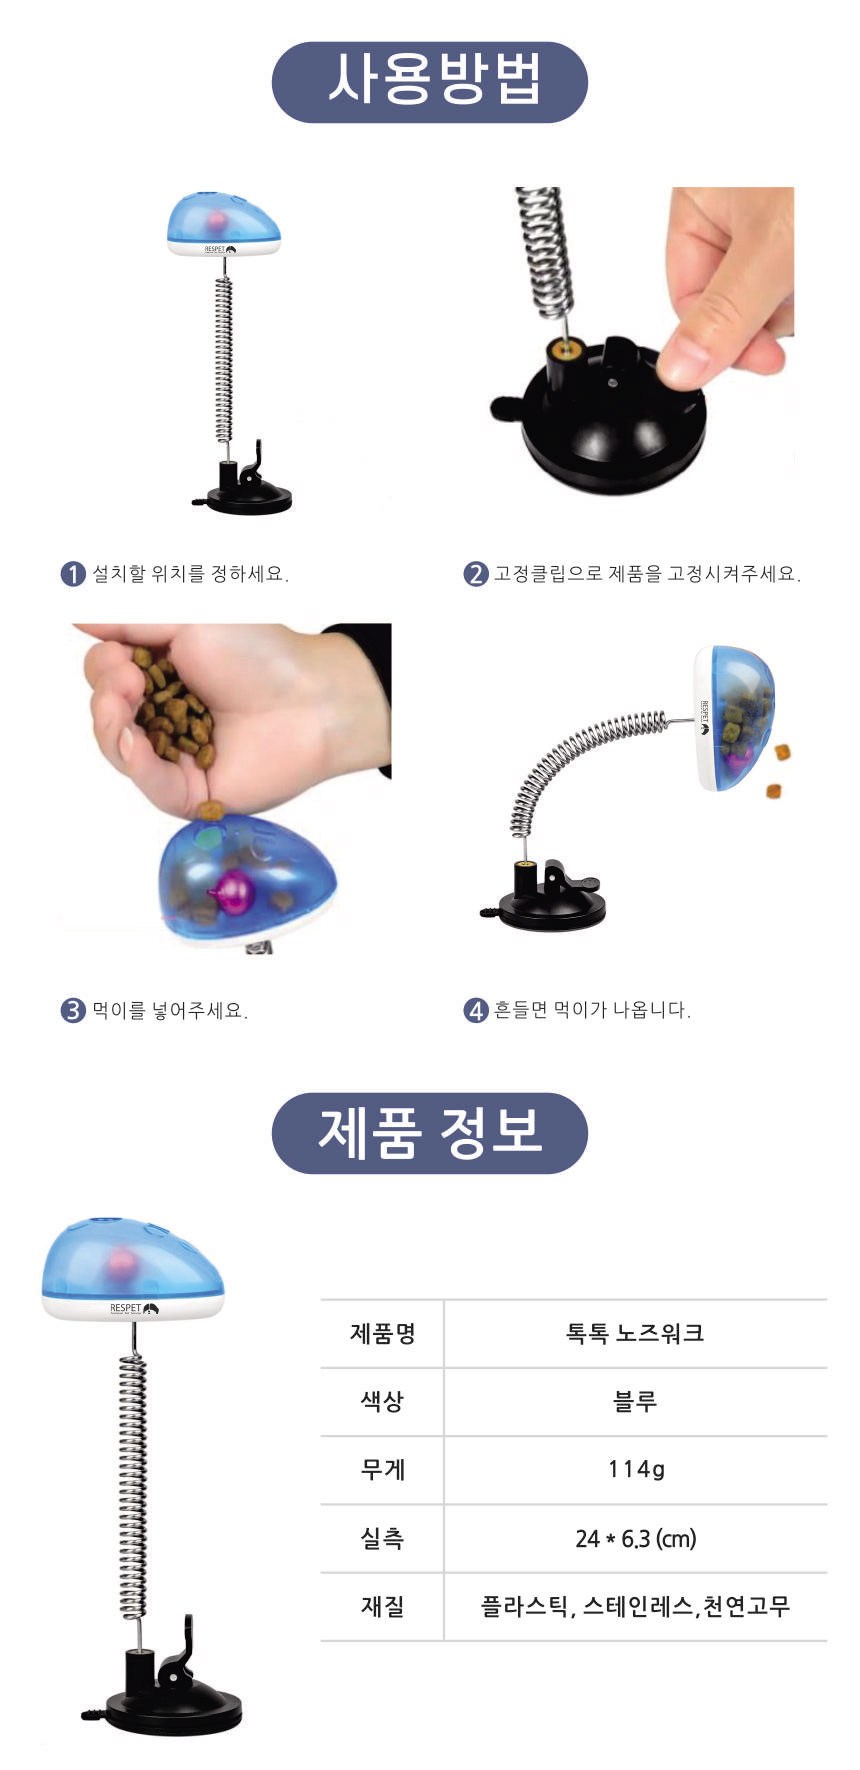 사용방법
RESPET
1 설치할 위치를 정하세요.
2 고정클립으로 제품을 고정시켜주세요.
RESPET
3 먹이를 넣어주세요.
4 흔들면 먹이가 나옵니다.
제품 정보
RESPET
제품명 톡톡 노즈워크
색상 블루
무게 114g
실측 24 * 6.3 (cm)
재질 플라스틱, 스테인레스,천연고무